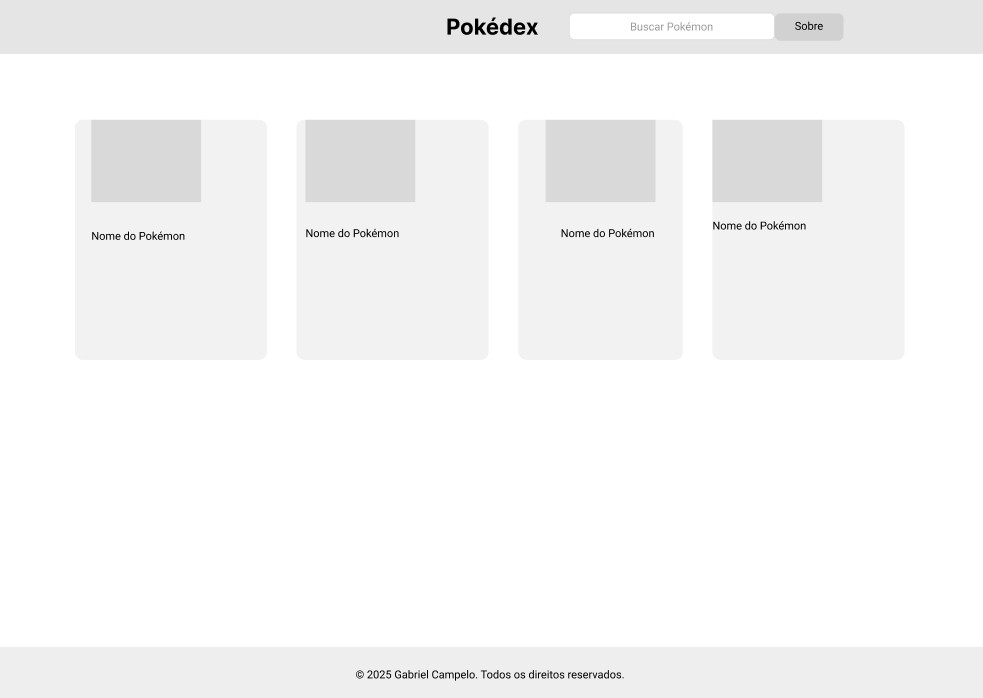 Pokédex
Buscar Pokémon
Sobre
Nome do Pokémon
Nome do Pokémon
Nome do Pokémon
Nome do Pokémon
© 2025 Gabriel Campelo. Todos os direitos reservados.